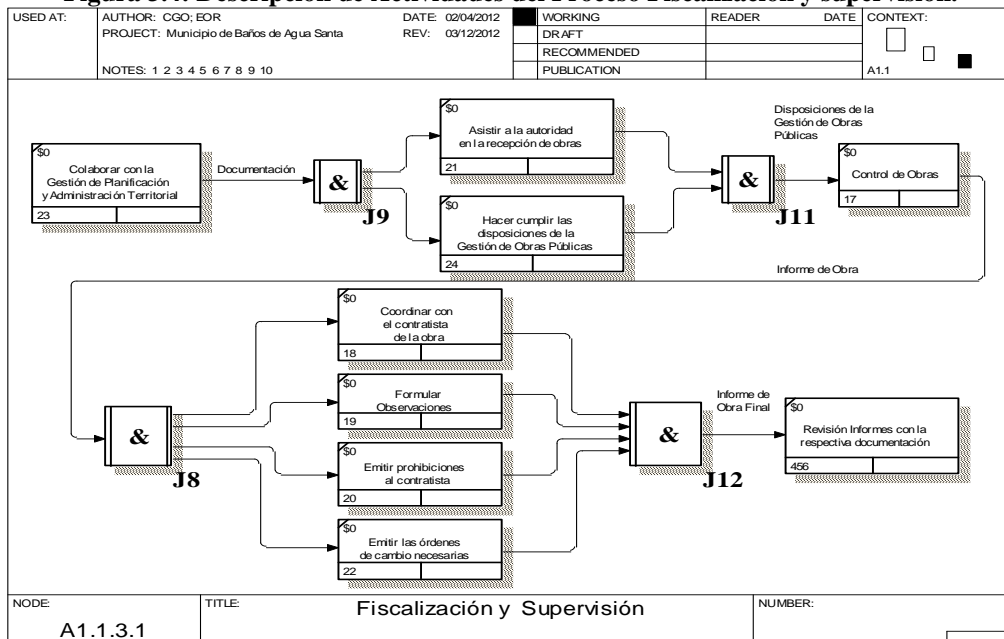 Figura 3.4. Descripción de Actividades del Proceso Fiscalización y supervisión.
USED AT:
AUTHOR: CGO; EOR
DATE: 02/04/2012
WORKING
READER
DATE
CONTEXT:
PROJECT: Municipio de Baños de Agua Santa
REV: 03/12/2012
DRAFT
RECOMMENDED
NOTES: 1 2 3 4 5 6 7 8 9 10
PUBLICATION
A1.1
$0
Colaborar con la
Gestión de Planificación
y Administración Territorial
23
Documentación
&
J9
$0
Asistir a la autoridad
en la recepción de obras
21
$0
Hacer cumplir las
disposiciones de la
Gestión de Obras Públicas
24
&
J11
Disposiciones de la
Gestión de Obras
Públicas
$0
Control de Obras
17
Informe de Obra
&
J8
$0
Coordinar con
el contratista
de la obra
18
$0
Formular
Observaciones
19
$0
Emitir prohibiciones
al contratista
20
$0
Emitir las órdenes
de cambio necesarias
22
&
J12
Informe de
Obra Final
$0
Revisión Informes con la
respectiva documentación
456
NODE:
TITLE:
Fiscalización y Supervisión
NUMBER:
A1.1.3.1